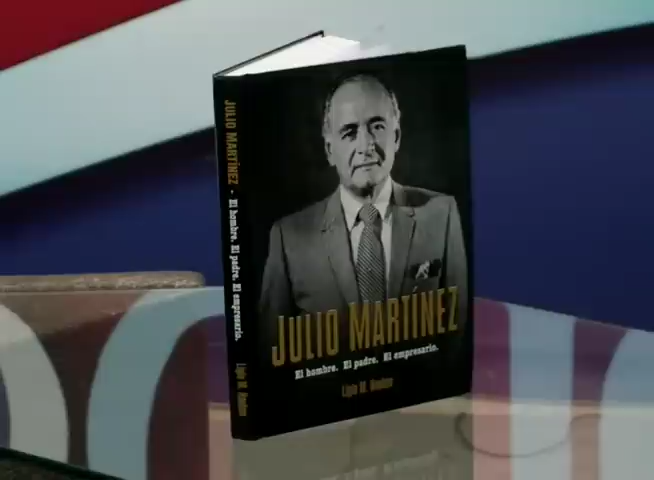 JULIO MARTÍNEZ - El hombre. El padre. El empresario.
JULIO MARTÍNEZ
El hombre. El padre. El empresario.